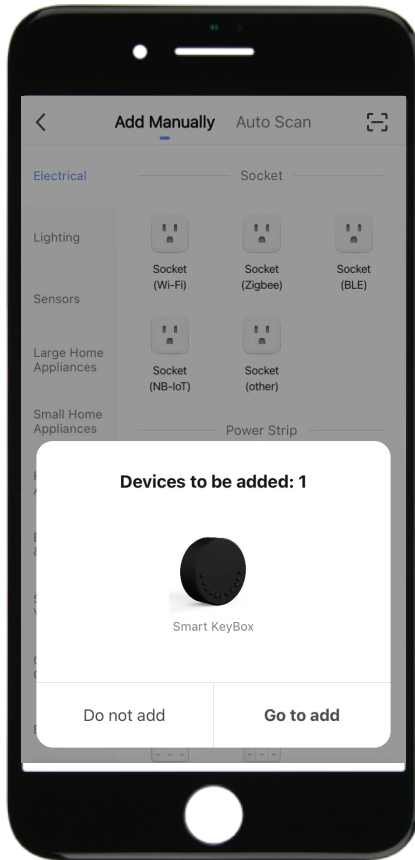 Add Manually Auto Scan
Electrical
Socket
Lighting
Socket
(Wi-Fi)
Socket
(Zigbee)
Socket
(BLE)
Sensors
Large Home
Appliances
Socket
(NB-IoT)
Socket
(other)
Small Home
Appliances
Power Strip
Devices to be added: 1
Smart KeyBox
Do not add
Go to add